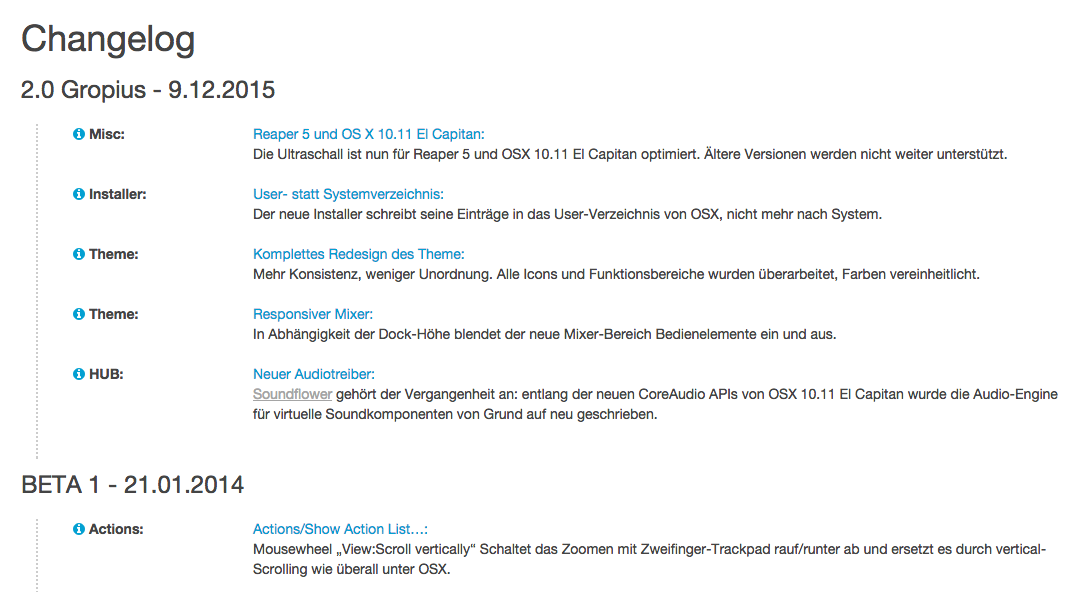 Changelog
2.0 Gropius - 9.12.2015
Misc:
Reaper 5 und OS X 10.11 El Capitan:
Die Ultraschall ist nun für Reaper 5 und OSX 10.11 El Capitan optimiert. Ältere Versionen werden nicht weiter unterstützt.
Installer:
User- statt Systemverzeichnis:
Der neue Installer schreibt seine Einträge in das User-Verzeichnis von OSX, nicht mehr nach System.
Theme:
Komplettes Redesign des Theme:
Mehr Konsistenz, weniger Unordnung. Alle Icons und Funktionsbereiche wurden überarbeitet, Farben vereinheitlicht.
Theme:
Responsiver Mixer:
In Abhängigkeit der Dock-Höhe blendet der neue Mixer-Bereich Bedienelemente ein und aus.
HUB:
Neuer Audiotreiber:
Soundflower gehört der Vergangenheit an: entlang der neuen CoreAudio APIs von OSX 10.11 El Capitan wurde die Audio-Engine
für virtuelle Soundkomponenten von Grund auf neu geschrieben.
BETA 1 - 21.01.2014
Actions:
Actions/Show Action List…:
Mousewheel „View:Scroll vertically“ Schaltet das Zoomen mit Zweifinger-Trackpad rauf/runter ab und ersetzt es durch vertical-
Scrolling wie überall unter OSX.